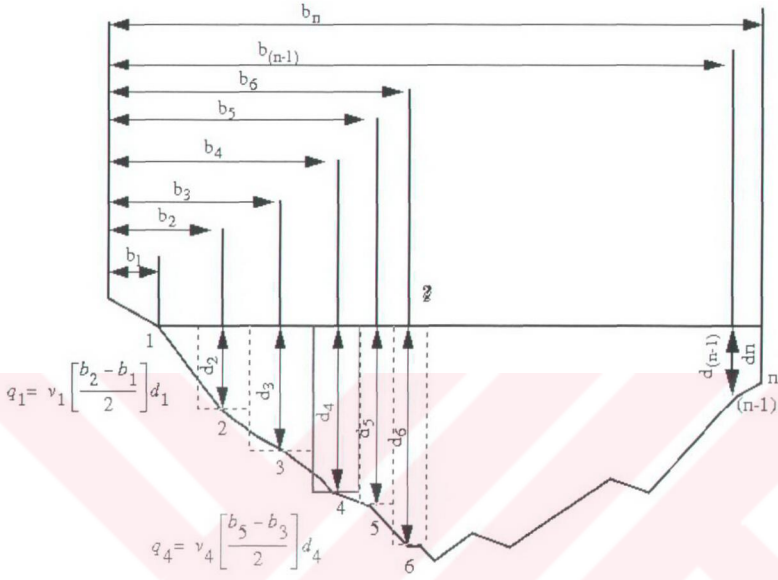 b_n
b_(n-1)
b_6
b_5
b_4
b_3
b_2
b_1
1
d_2
d_3
d_4
d_5
d_6
d_(n-1)
dn
n
(n-1)
q_1= v_1[(b_2 - b_1)/2]d_1
2
3
4
5
6
q_4= v_4[(b_5 - b_3)/2]d_4